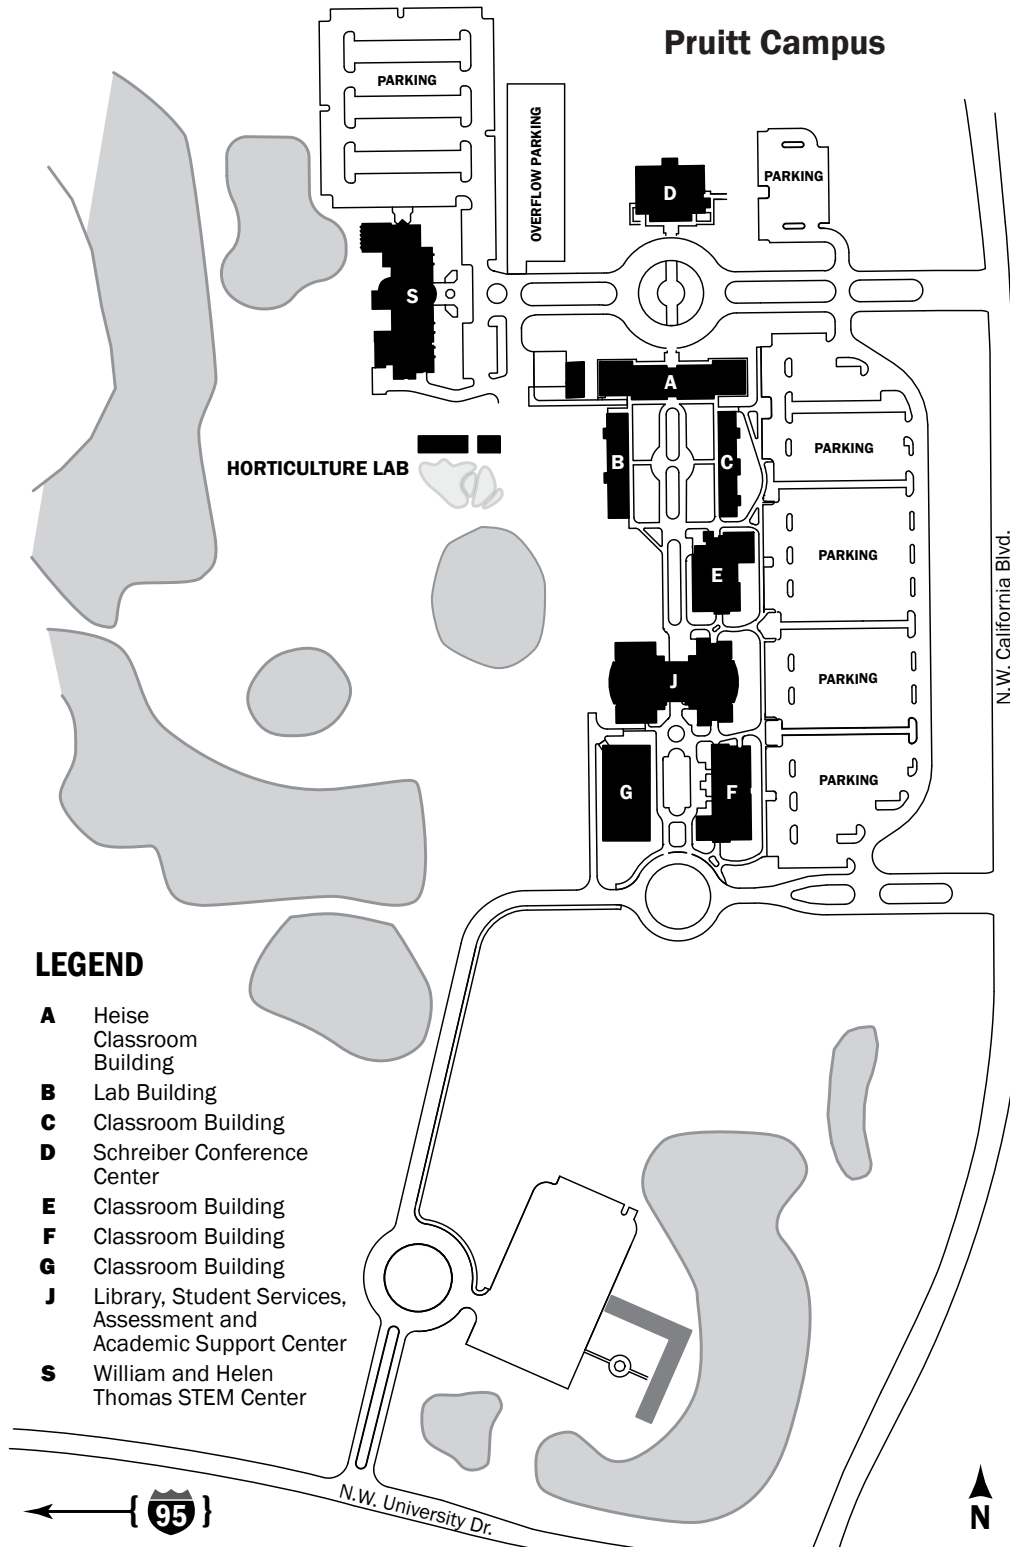 Pruitt Campus
PARKING
OVERFLOW PARKING
D
PARKING
S
A
B
C
PARKING
HORTICULTURE LAB
E
PARKING
N.W. California Blvd.
J
PARKING
G
F
PARKING
LEGEND
A Heise
Classroom
Building
B Lab Building
C Classroom Building
D Schreiber Conference
Center
E Classroom Building
F Classroom Building
G Classroom Building
J Library, Student Services,
Assessment and
Academic Support Center
S William and Helen
Thomas STEM Center
N.W. University Dr.
{ 95 }
N